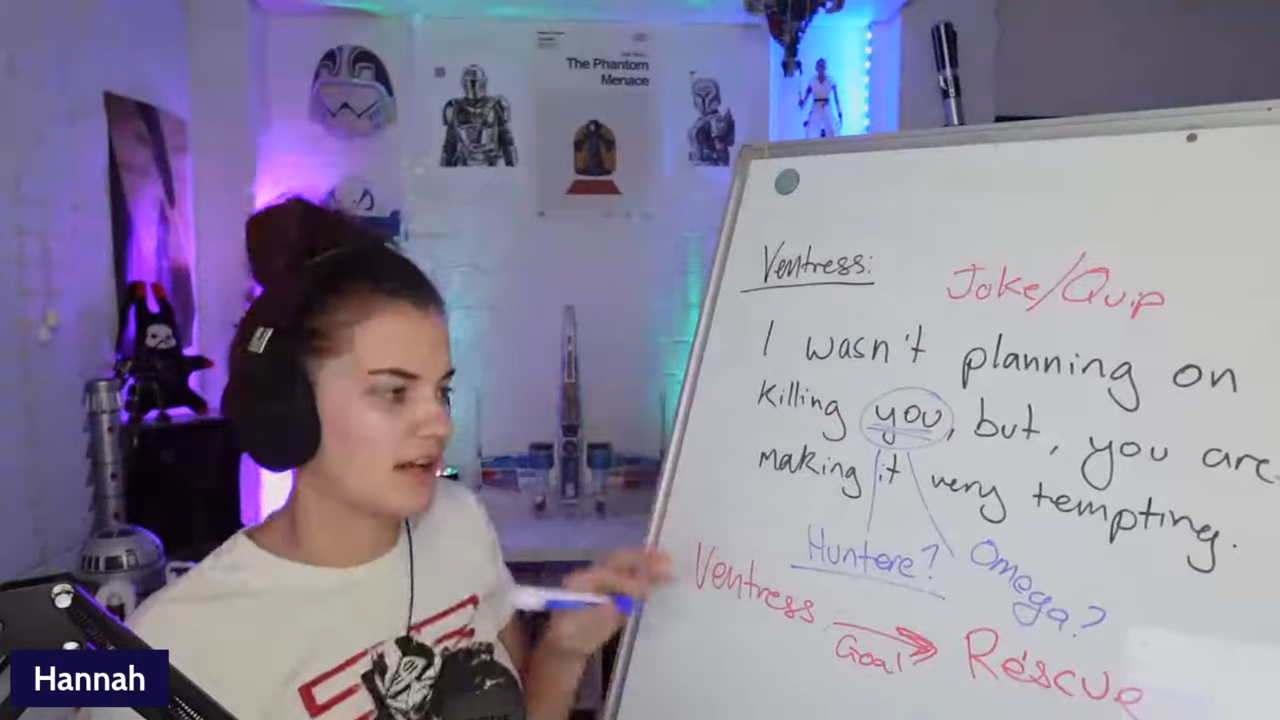 The Phantom
Menace
Ventress:
Joke/Quip
I wasn't planning on
killing you, but, you are
making it very tempting.
Huntere?
Omega?
Ventress
Goal
Rescue
Hannah